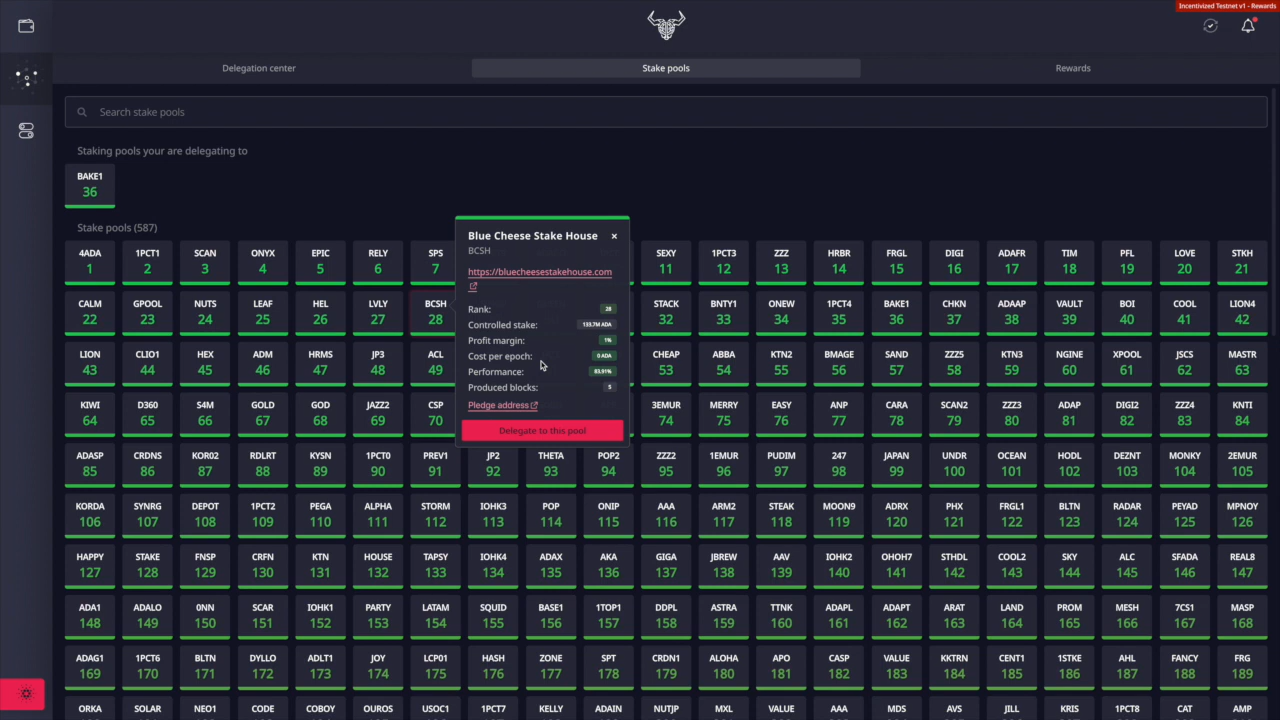 Incentivized Testnet v1 - Rewards
Delegation center Stake pools Rewards
Search stake pools
Staking pools your are delegating to
BAKE1
36
Stake pools (587)
4ADA 1PCT1 SCAN ONYX EPIC RELY SPS SEXY 1PCT3 ZZZ HRBR FRGL DIGI ADAFR TIM PFL LOVE STKH
1 2 3 4 5 6 7 11 12 13 14 15 16 17 18 19 20 21
CALM GPOOL NUTS LEAF HEL LVLY BCSH STACK BNTY1 ONEW 1PCT4 BAKE1 CHKN ADAAP VAULT BOI COOL LION4
22 23 24 25 26 27 28 32 33 34 35 36 37 38 39 40 41 42
LION CLIO1 HEX ADM HRMS JP3 ACL CHEAP ABBA KTN2 BMAGE SAND ZZZ5 KTN3 NGINE XPOOL JSCS MASTR
43 44 45 46 47 48 49 53 54 55 56 57 58 59 60 61 62 63
KIWI D360 S4M GOLD GOD JAZZ2 CSP 3EMUR MERRY EASY ANP CARA SCAN2 ZZZ3 ADAP DIGI2 ZZZ4 KNTI
64 65 66 67 68 69 70 74 75 76 77 78 79 80 81 82 83 84
Blue Cheese Stake House
BCSH
https://bluecheesestakehouse.com
Rank: 28
Controlled stake: 133.7M ADA
Profit margin: 1%
Cost per epoch: 0 ADA
Performance: 83.91%
Produced blocks: 5
Pledge address
Delegate to this pool
ADASP CRDNS KOR02 RDLRT KYSN 1PCT0 PREV1 JP2 THETA POP2 ZZZ2 1EMUR PUDIM 247 JAPAN UNDR OCEAN HODL DEZNT MONKY 2EMUR
85 86 87 88 89 90 91 92 93 94 95 96 97 98 99 100 101 102 103 104 105
KORDA SYNRG DEPOT 1PCT2 PEGA ALPHA STORM IOHK3 POP ONIP AAA ARM2 STEAK MOON9 ADRX PHX FRGL1 BLTN RADAR PEYAD MPNOY
106 107 108 109 110 111 112 113 114 115 116 117 118 119 120 121 122 123 124 125 126
HAPPY STAKE FNSP CRFN KTN HOUSE TAPSY IOHK4 ADAX AKA GIGA JBREW AAV IOHK2 OHOH7 STHDL COOL2 SKY ALC SFADA REAL8
127 128 129 130 131 132 133 134 135 136 137 138 139 140 141 142 143 144 145 146 147
ADA1 ADALO 0NN SCAR IOHK1 PARTY LATAM SQUID BASE1 1TOP1 DDPL ASTRA TTNK ADAPL ADAPT ARAT LAND PROM MESH 7CS1 MASP
148 149 150 151 152 153 154 155 156 157 158 159 160 161 162 163 164 165 166 167 168
ADAG1 1PCT6 BLTN DYLLO ADLT1 JOY LCP01 HASH ZONE SPT CRDN1 ALOHA APO CASP VALUE KKTRN CENT1 1STKE AHL FANCY FRG
169 170 171 172 173 174 175 176 177 178 179 180 181 182 183 184 185 186 187 188 189
ORKA SOLAR NEO1 CODE COBOY OUROS USOC1 1PCT7 KELLY ADAIN NUTJP MXL VALUE AAA MDS AVS JILL KRIS 1PCT8 CAT AMP